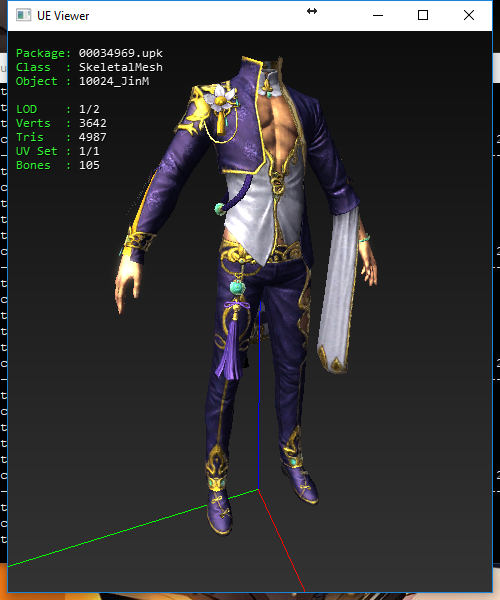 UE Viewer
Package: 00034969.upk
Class : SkeletalMesh
Object : 10024_JinM
LOD : 1/2
Verts : 3642
Tris : 4987
UV Set : 1/1
Bones : 105